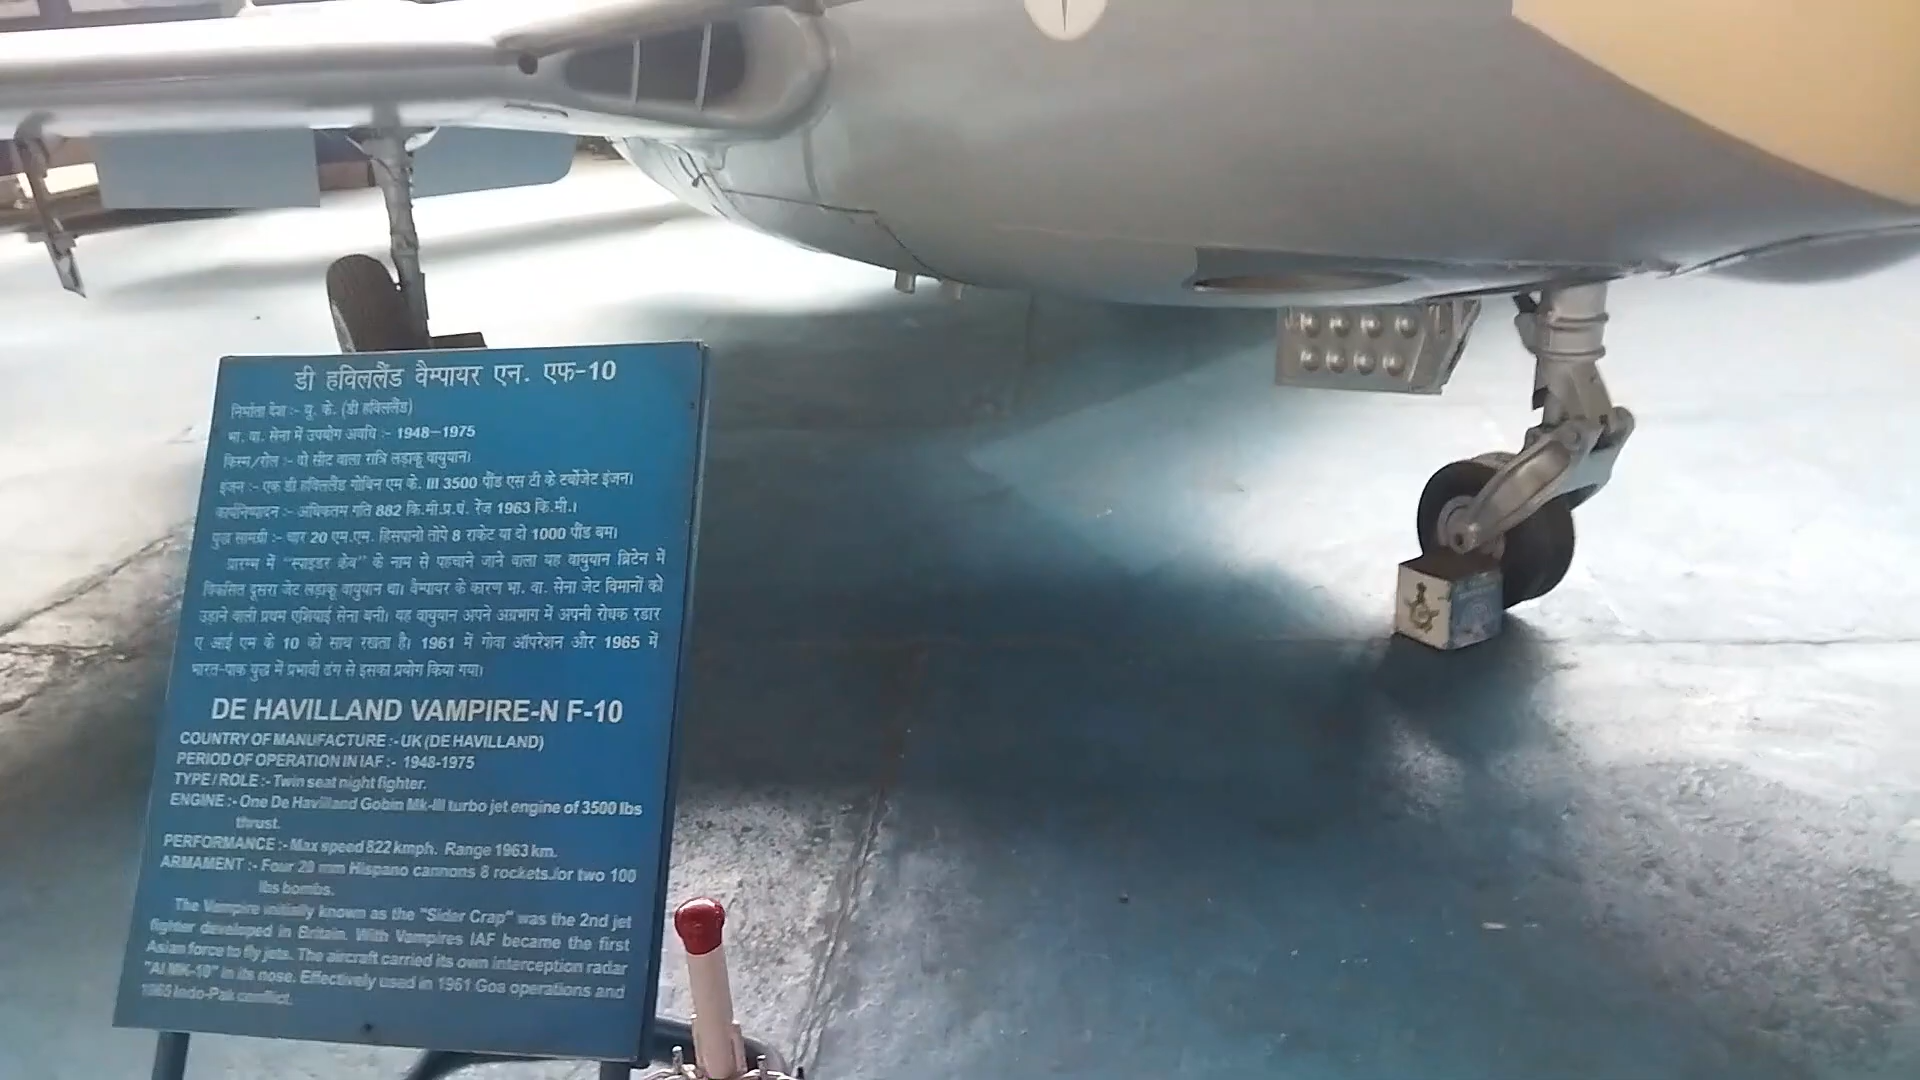 डी हविललैंड वैम्पायर एन. एफ-10
निर्माता देश :- यु. के. (डी हविललैंड)
भा. वा. सेना में उपयोग अवधि :- 1948-1975
किस्म/रोल :- दो सीट वाला रात्रि लड़ाकू वायुयान।
इंजन :- एक डी हविललैंड गोबिन एम के. III 3500 पौंड एस टी के टर्बोजेट इंजन।
कार्यनिष्पादन :- अधिकतम गति 882 कि.मी.प्र.घं. रेंज 1963 कि.मी.।
युद्ध सामग्री :- चार 20 एम.एम. हिसपानो तोपें 8 राकेट या दो 1000 पौंड बम।
प्रारम्भ में "स्पाइडर क्रेब" के नाम से पहचाने जाने वाला यह वायुयान ब्रिटेन में
विकसित दूसरा जेट लड़ाकू वायुयान था। वैम्पायर के कारण भा. वा. सेना जेट विमानों को
उड़ाने वाली प्रथम एशियाई सेना बनी। यह वायुयान अपने अग्रभाग में अपनी रोधक रडार
ए आई एम के 10 को साथ रखता है। 1961 में गोवा ऑपरेशन और 1965 में
भारत-पाक युद्ध में प्रभावी ढंग से इसका प्रयोग किया गया।
DE HAVILLAND VAMPIRE-N F-10
COUNTRY OF MANUFACTURE :- UK (DE HAVILLAND)
PERIOD OF OPERATION IN IAF :- 1948-1975
TYPE / ROLE :- Twin seat night fighter.
ENGINE :- One De Havilland Gobin Mk-III turbo jet engine of 3500 lbs
thrust.
PERFORMANCE :- Max speed 822 kmph. Range 1963 km.
ARMAMENT :- Four 20 mm Hispano cannons 8 rockets./or two 100
lbs bombs.
The Vampire initially known as the "Sider Crap" was the 2nd jet
fighter developed in Britain. With Vampires IAF became the first
Asian force to fly jets. The aircraft carried its own interception radar
"AI MK-10" in its nose. Effectively used in 1961 Goa operations and
1965 Indo-Pak conflict.